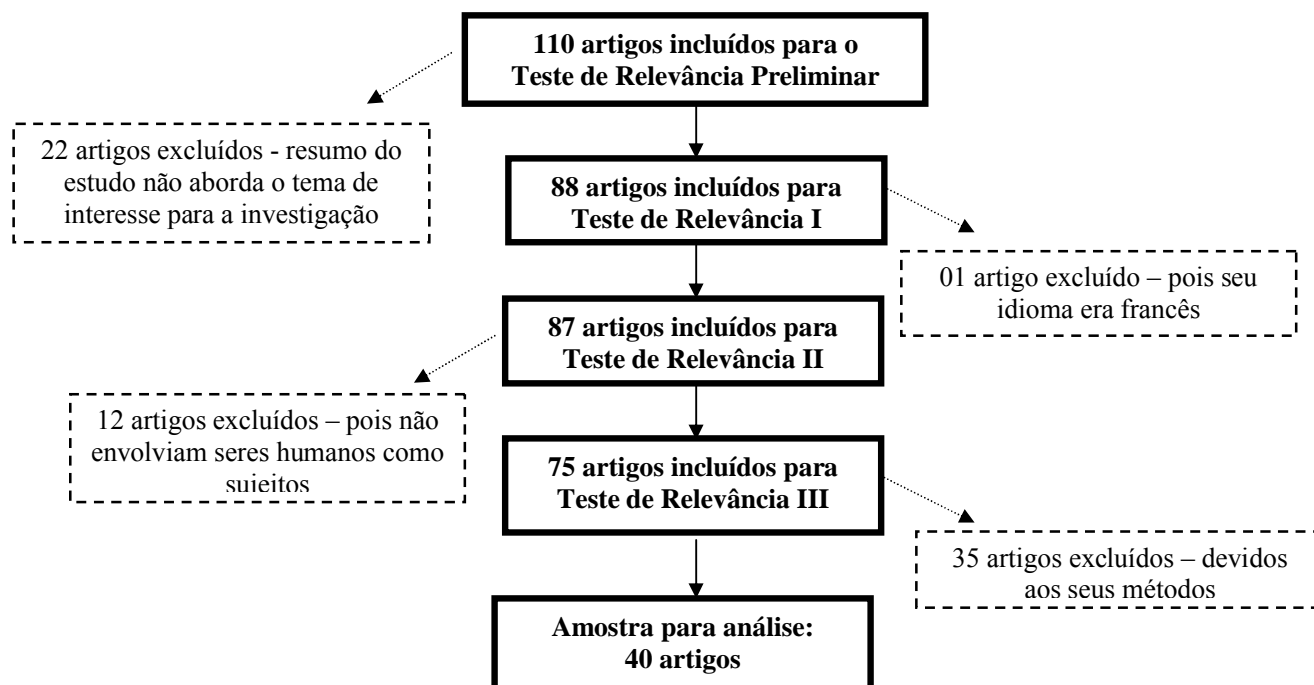 110 artigos incluídos para o
Teste de Relevância Preliminar
22 artigos excluídos - resumo do
estudo não aborda o tema de
interesse para a investigação
88 artigos incluídos para
Teste de Relevância I
01 artigo excluído – pois seu
idioma era francês
87 artigos incluídos para
Teste de Relevância II
12 artigos excluídos – pois não
envolviam seres humanos como
sujeitos
75 artigos incluídos para
Teste de Relevância III
35 artigos excluídos – devidos
aos seus métodos
Amostra para análise:
40 artigos